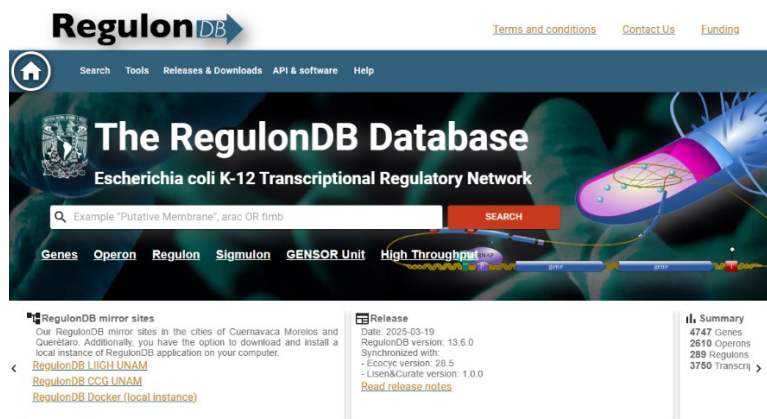 RegulonDB
Terms and conditions Contact Us Funding
Search Tools Releases & Downloads API & software Help
The RegulonDB Database
Escherichia coli K-12 Transcriptional Regulatory Network
Example "Putative Membrane", arac OR fimb
SEARCH
Genes Operon Regulon Sigmulon GENSOR Unit High Throughput
RNAP
gene gene
RegulonDB mirror sites
Our RegulonDB mirror sites in the cities of Cuernavaca Morelos and
Querétaro. Additionally, you have the option to download and install a
local instance of RegulonDB application on your computer.
RegulonDB LIIGH UNAM
RegulonDB CCG UNAM
RegulonDB Docker (local instance)
Release
Date: 2025-03-19
RegulonDB version: 13.6.0
Synchronized with:
- Ecocyc version: 28.5
- Lisen&Curate version: 1.0.0
Read release notes
Summary
4747 Genes
2610 Operons
289 Regulons
3750 Transcrip